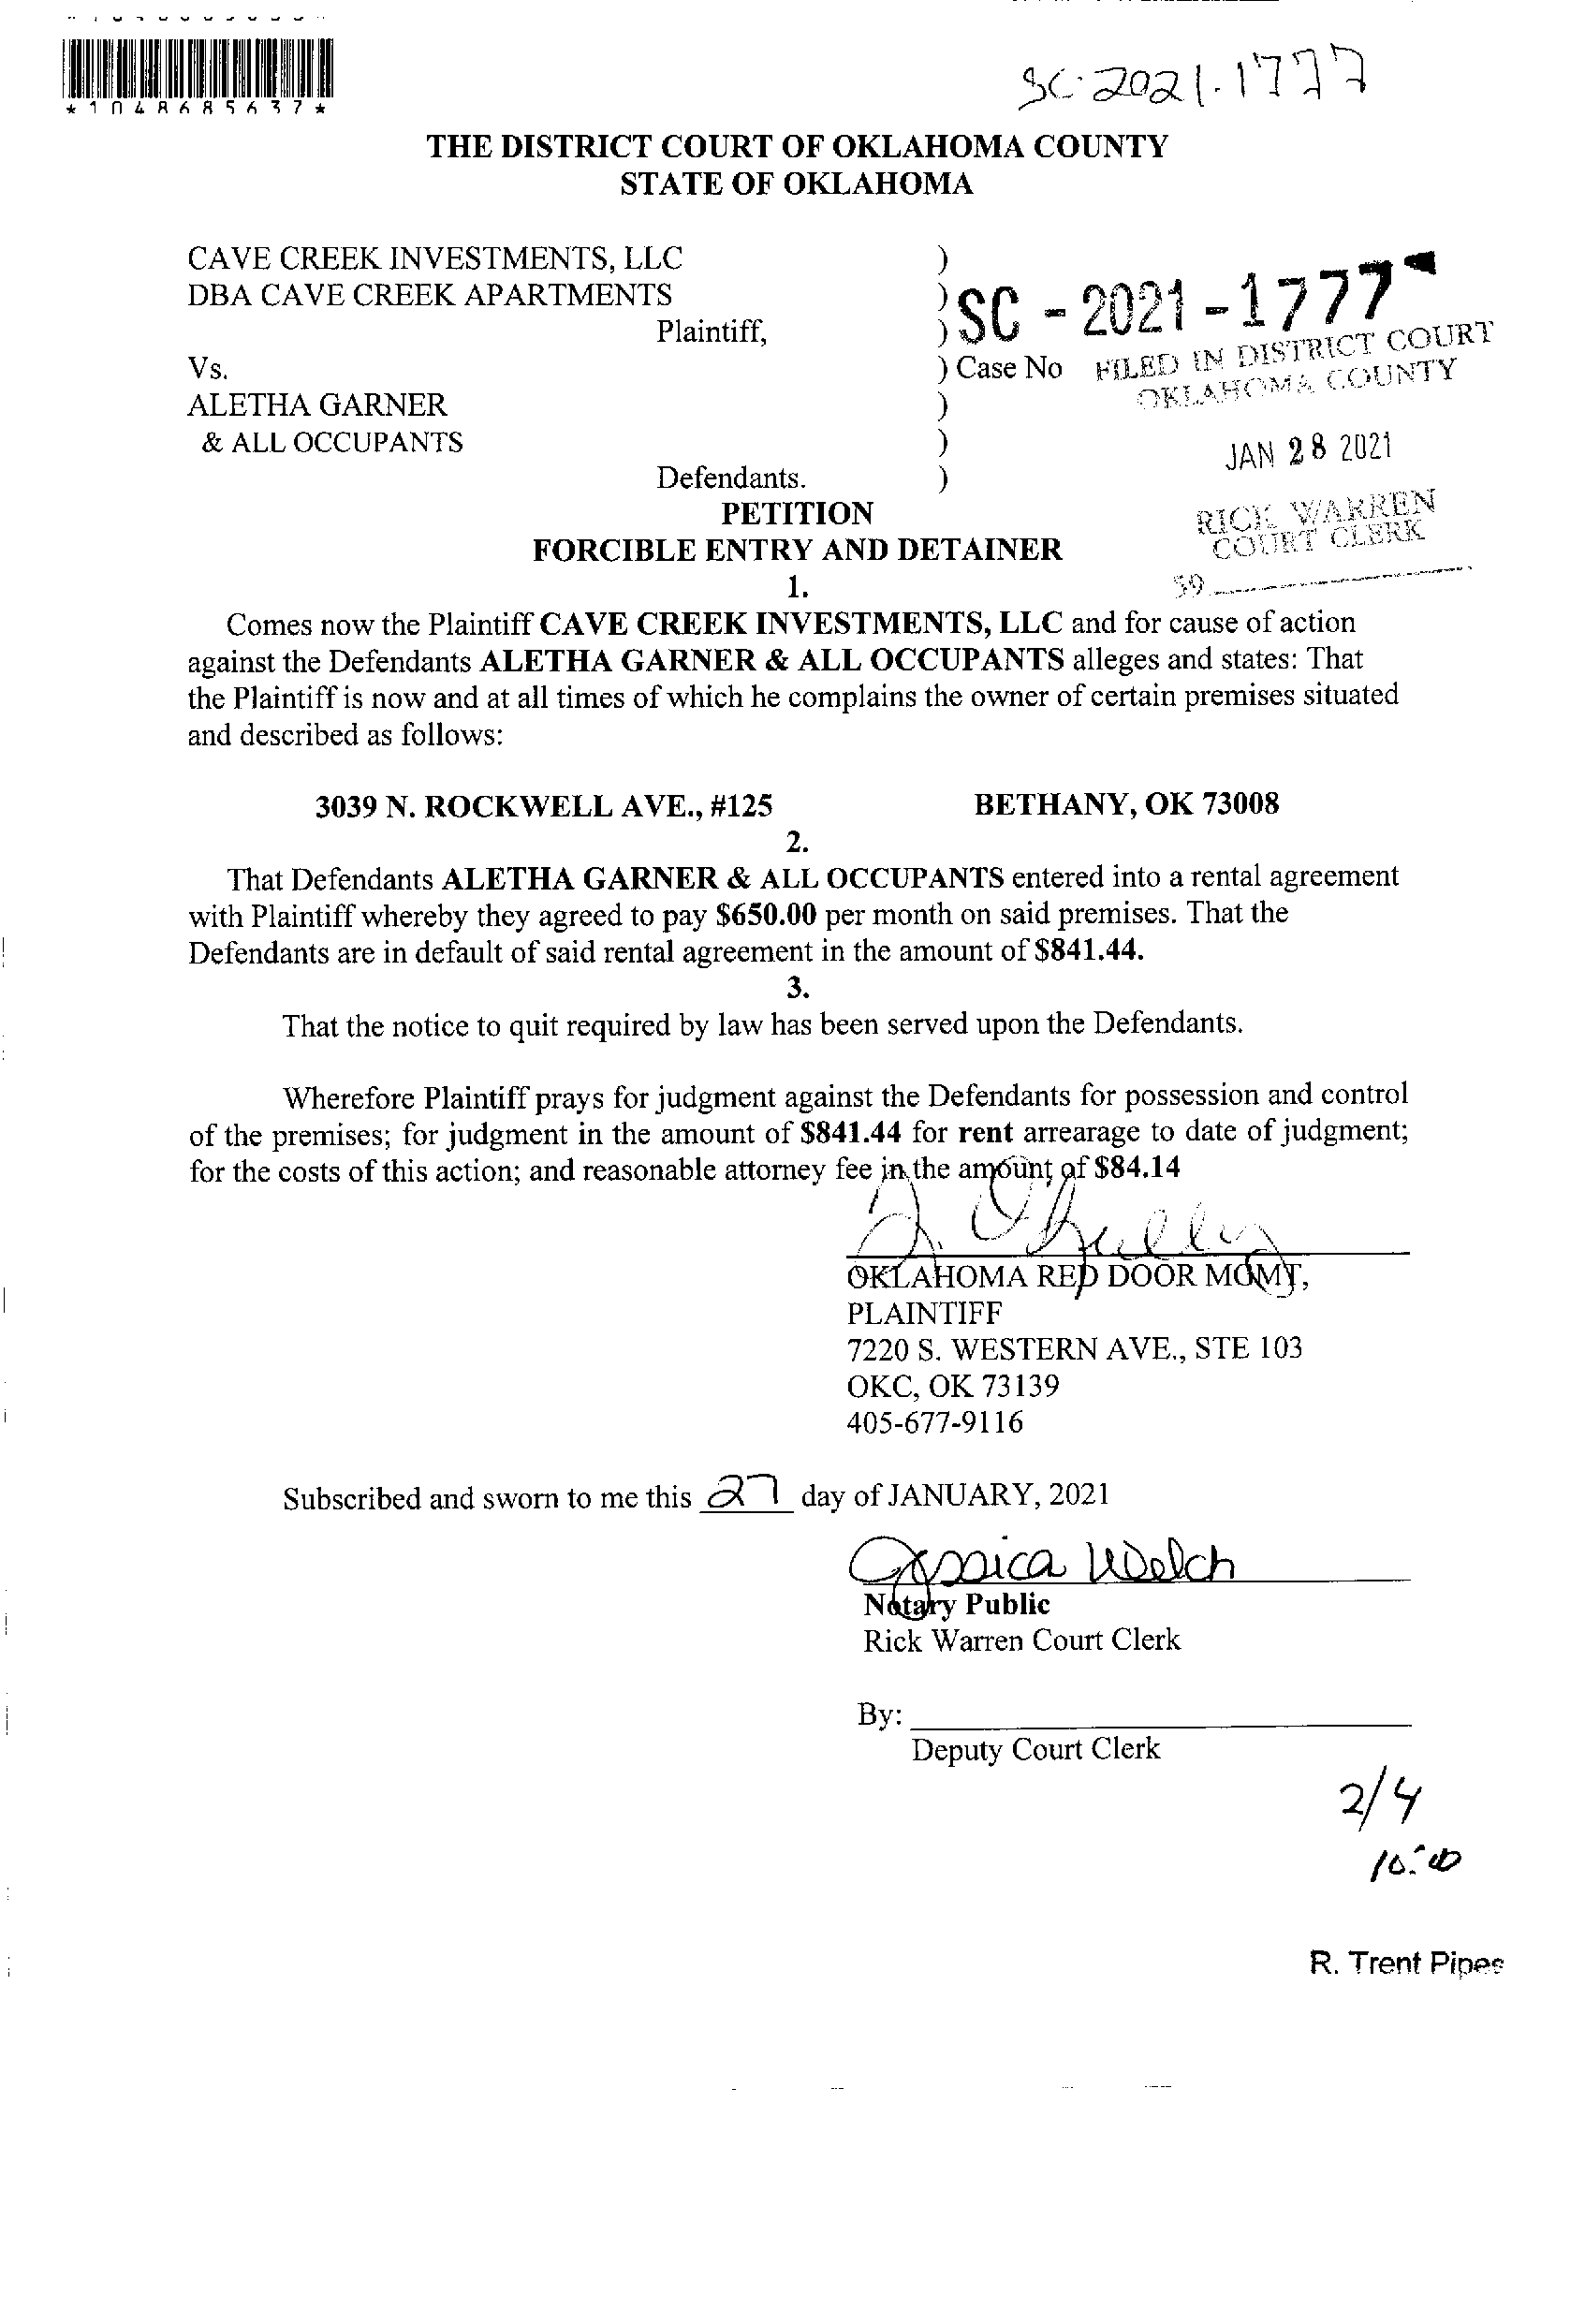 *1048685637*
SC-2021-1777
THE DISTRICT COURT OF OKLAHOMA COUNTY
STATE OF OKLAHOMA
CAVE CREEK INVESTMENTS, LLC )
DBA CAVE CREEK APARTMENTS ) SC - 2021 - 1777
Plaintiff, )
Vs. ) Case No FILED IN DISTRICT COURT
OKLAHOMA COUNTY
ALETHA GARNER )
& ALL OCCUPANTS ) JAN 28 2021
Defendants. )
PETITION
RICK WARREN
COURT CLERK
FORCIBLE ENTRY AND DETAINER
1.
39
Comes now the Plaintiff CAVE CREEK INVESTMENTS, LLC and for cause of action
against the Defendants ALETHA GARNER & ALL OCCUPANTS alleges and states: That
the Plaintiff is now and at all times of which he complains the owner of certain premises situated
and described as follows:
3039 N. ROCKWELL AVE., #125 BETHANY, OK 73008
2.
That Defendants ALETHA GARNER & ALL OCCUPANTS entered into a rental agreement
with Plaintiff whereby they agreed to pay $650.00 per month on said premises. That the
Defendants are in default of said rental agreement in the amount of $841.44.
3.
That the notice to quit required by law has been served upon the Defendants.
Wherefore Plaintiff prays for judgment against the Defendants for possession and control
of the premises; for judgment in the amount of $841.44 for rent arrearage to date of judgment;
for the costs of this action; and reasonable attorney fee in the amount of $84.14
OKLAHOMA RED DOOR MGMT,
PLAINTIFF
7220 S. WESTERN AVE., STE 103
OKC, OK 73139
405-677-9116
Subscribed and sworn to me this 27 day of JANUARY, 2021
Jessica Welch
Notary Public
Rick Warren Court Clerk
By:
Deputy Court Clerk
2/4
10:00
R. Trent Pipes